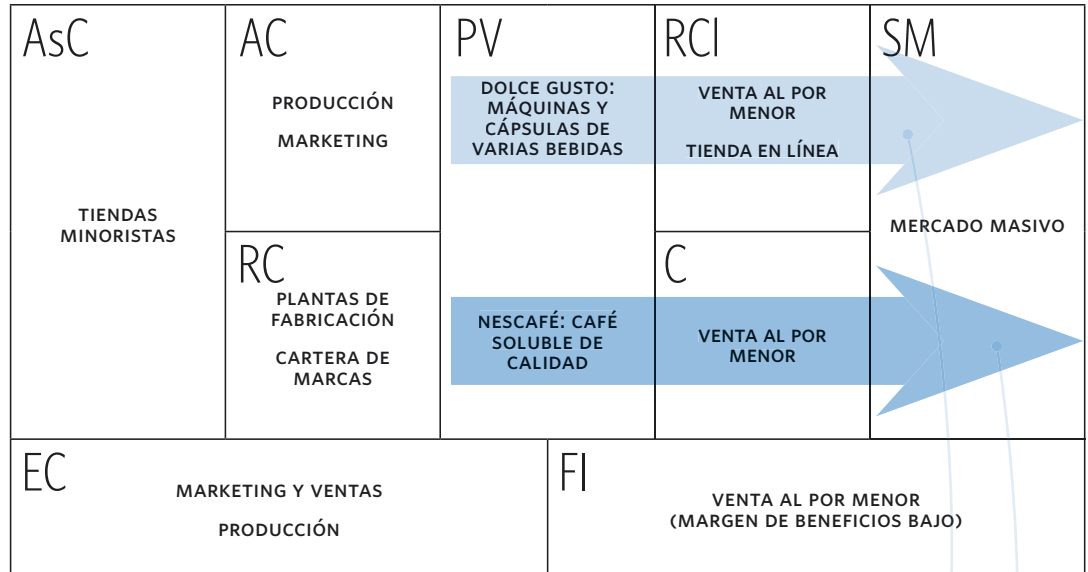 AsC
TIENDAS
MINORISTAS
AC
PRODUCCIÓN
MARKETING
RC
PLANTAS DE
FABRICACIÓN
CARTERA DE
MARCAS
PV
DOLCE GUSTO:
MÁQUINAS Y
CÁPSULAS DE
VARIAS BEBIDAS
NESCAFÉ: CAFÉ
SOLUBLE DE
CALIDAD
RCl
VENTA AL POR
MENOR
TIENDA EN LÍNEA
C
VENTA AL POR
MENOR
SM
MERCADO MASIVO
EC
MARKETING Y VENTAS
PRODUCCIÓN
FI
VENTA AL POR MENOR
(MARGEN DE BENEFICIOS BAJO)